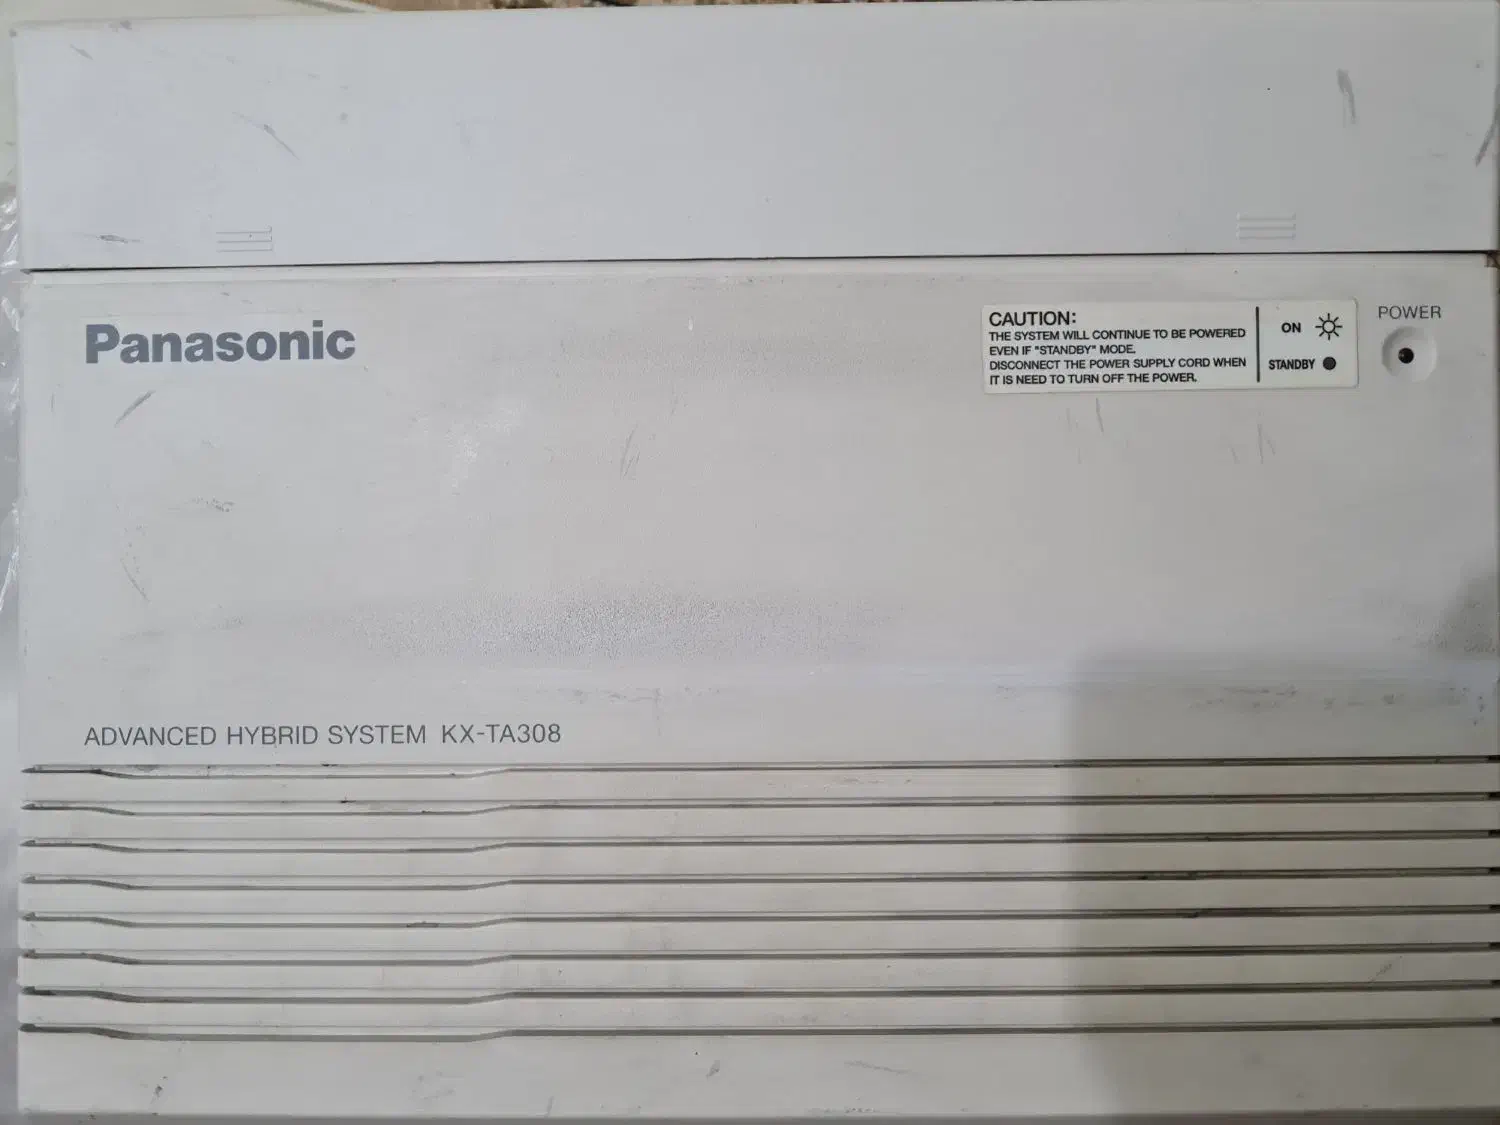 Panasonic
CAUTION:
THE SYSTEM WILL CONTINUE TO BE POWERED
EVEN IF "STANDBY" MODE.
DISCONNECT THE POWER SUPPLY CORD WHEN
IT IS NEED TO TURN OFF THE POWER.
ON
STANDBY
POWER
ADVANCED HYBRID SYSTEM KX-TA308